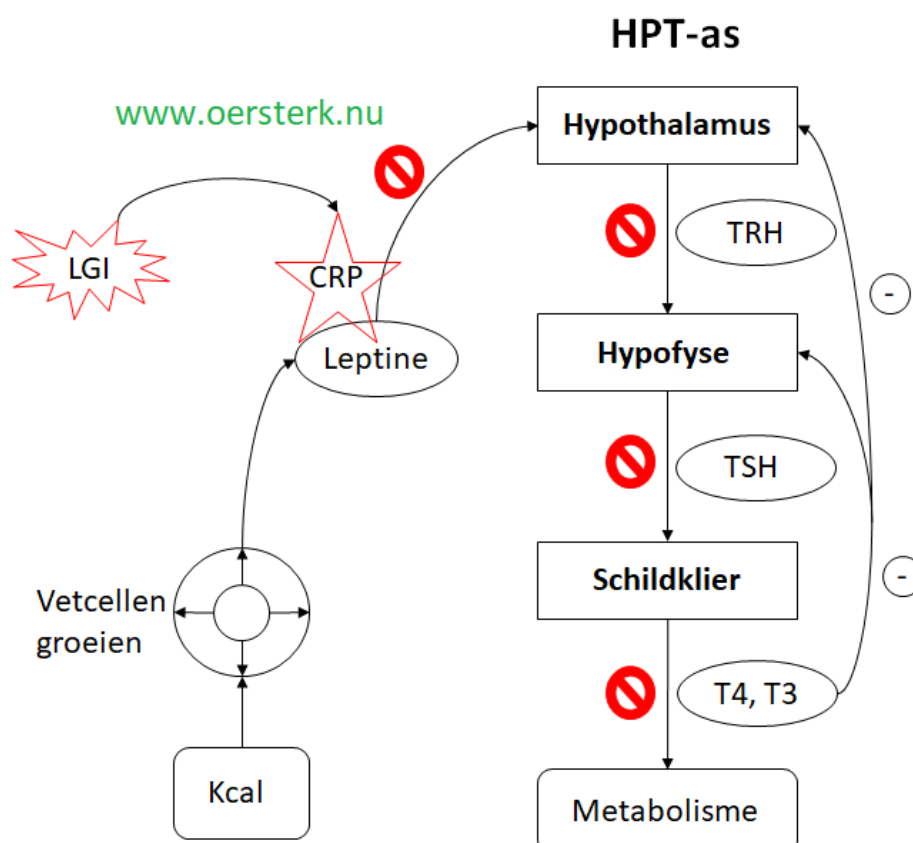 HPT-as
www.oersterk.nu
Hypothalamus
LGI
CRP
TRH
-
Leptine
Hypofyse
TSH
Vetcellen
groeien
Schildklier
-
T4, T3
Kcal
Metabolisme